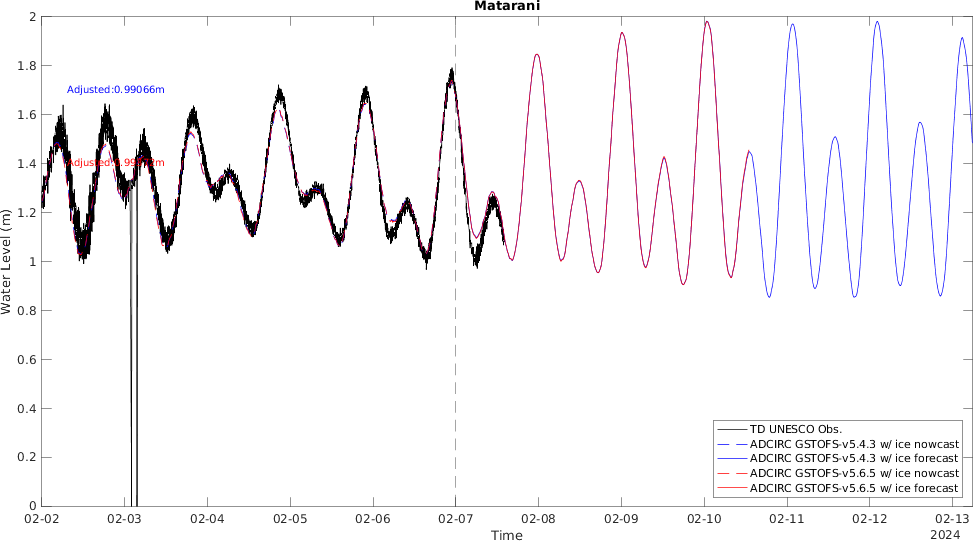 Matarani
2
1.8
1.6
1.4
1.2
1
0.8
0.6
0.4
0.2
0
Water Level (m)
Adjusted:0.99066m
02-02 02-03 02-04 02-05 02-06 02-07 02-08 02-09 02-10 02-11 02-12 02-13
Time
2024
TD UNESCO Obs.
ADCIRC GSTOFS-v5.4.3 w/ ice nowcast
ADCIRC GSTOFS-v5.4.3 w/ ice forecast
ADCIRC GSTOFS-v5.6.5 w/ ice nowcast
ADCIRC GSTOFS-v5.6.5 w/ ice forecast